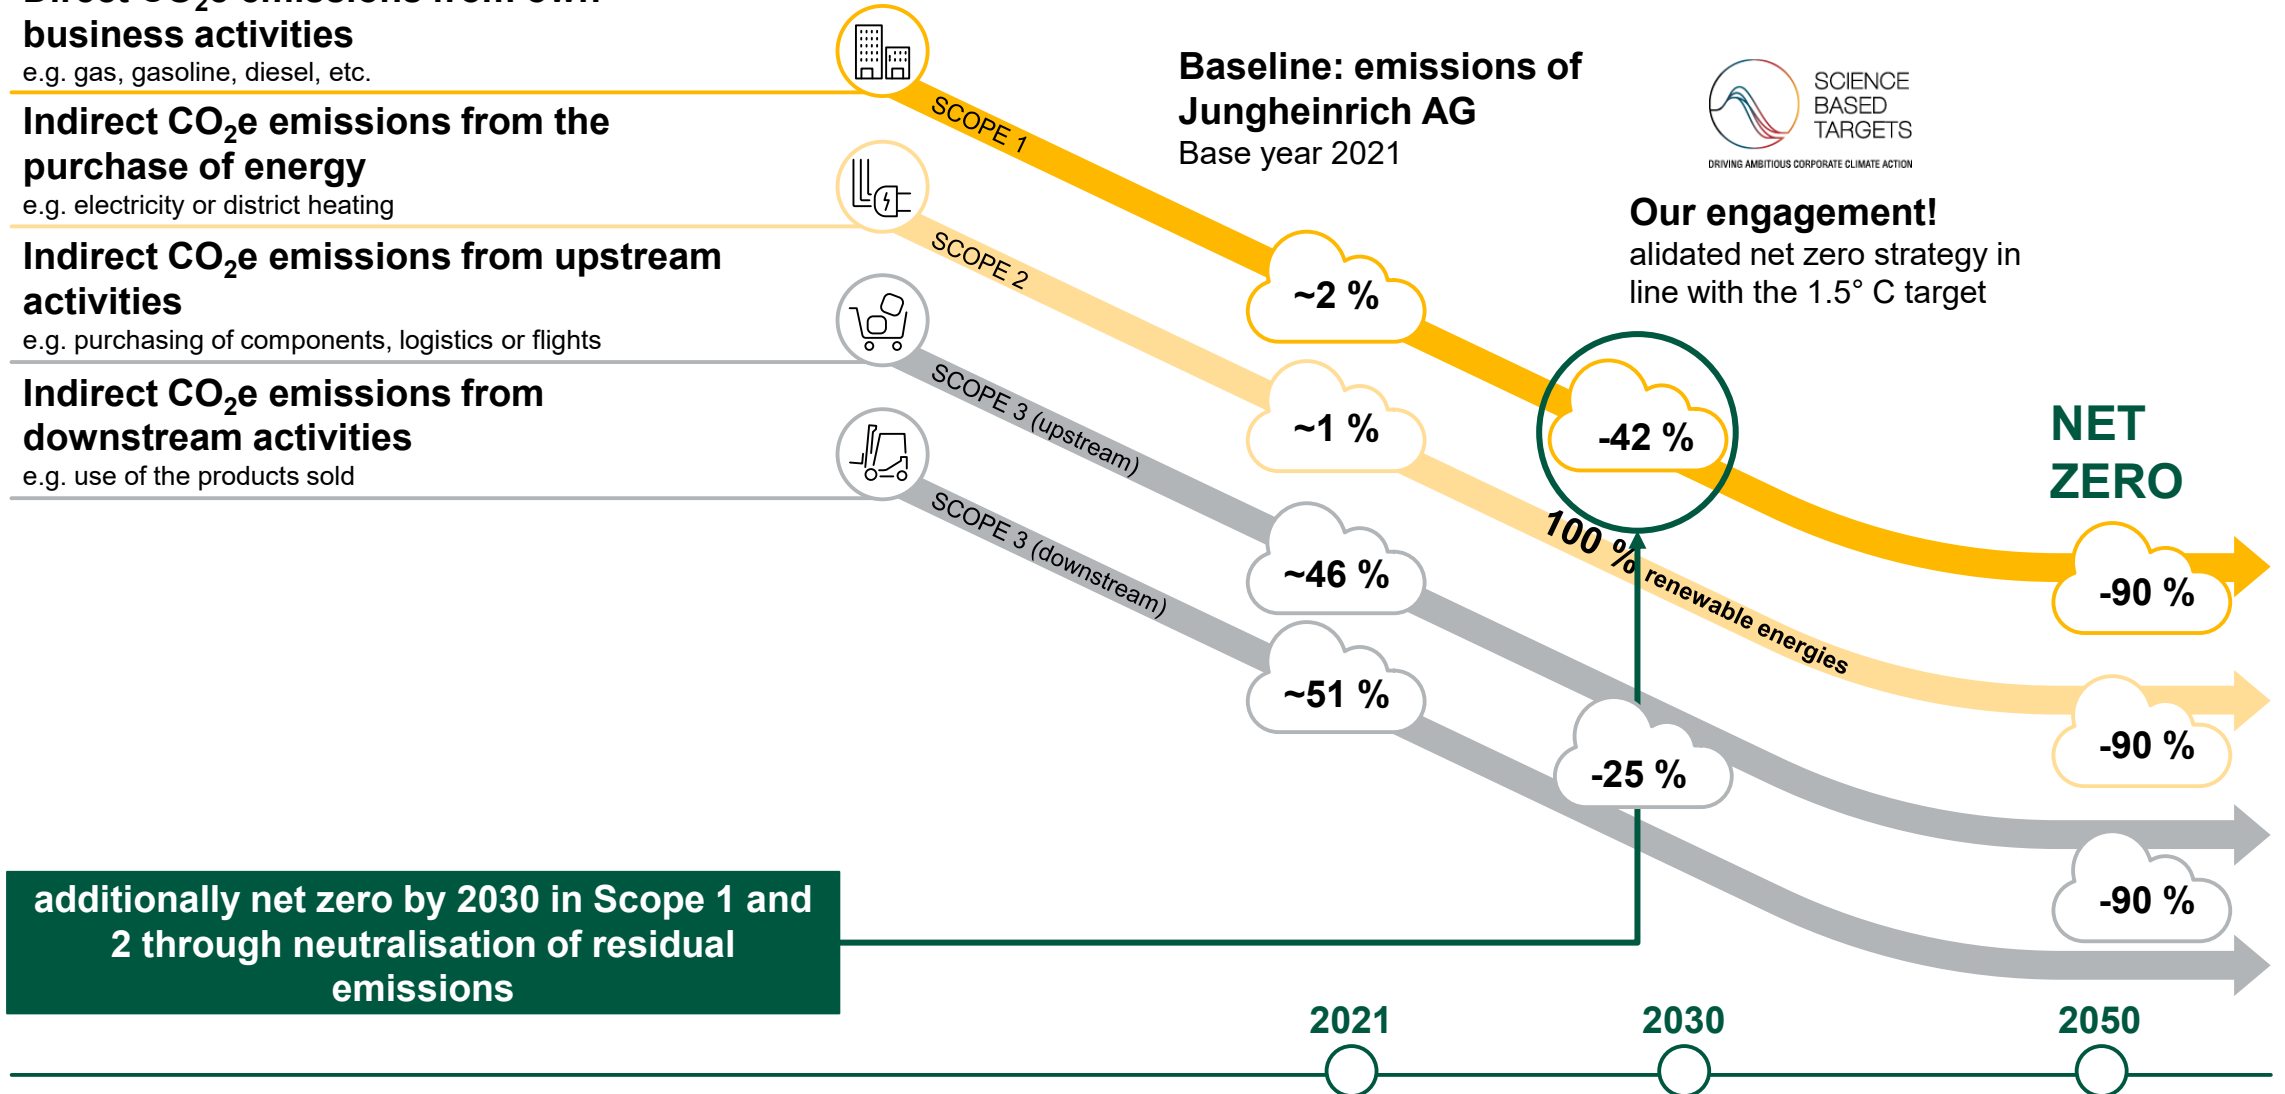 Direct CO₂e emissions from own
business activities
e.g. gas, gasoline, diesel, etc.
Indirect CO₂e emissions from the
purchase of energy
e.g. electricity or district heating
Indirect CO₂e emissions from upstream
activities
e.g. purchasing of components, logistics or flights
Indirect CO₂e emissions from
downstream activities
e.g. use of the products sold
SCOPE 1
SCOPE 2
SCOPE 3 (upstream)
SCOPE 3 (downstream)
Baseline: emissions of
Jungheinrich AG
Base year 2021
SCIENCE
BASED
TARGETS
DRIVING AMBITIOUS CORPORATE CLIMATE ACTION
Our engagement!
alidated net zero strategy in
line with the 1.5° C target
~2 %
~1 %
~46 %
~51 %
-42 %
100 % renewable energies
-25 %
NET
ZERO
-90 %
-90 %
-90 %
additionally net zero by 2030 in Scope 1 and
2 through neutralisation of residual
emissions
2021
2030
2050